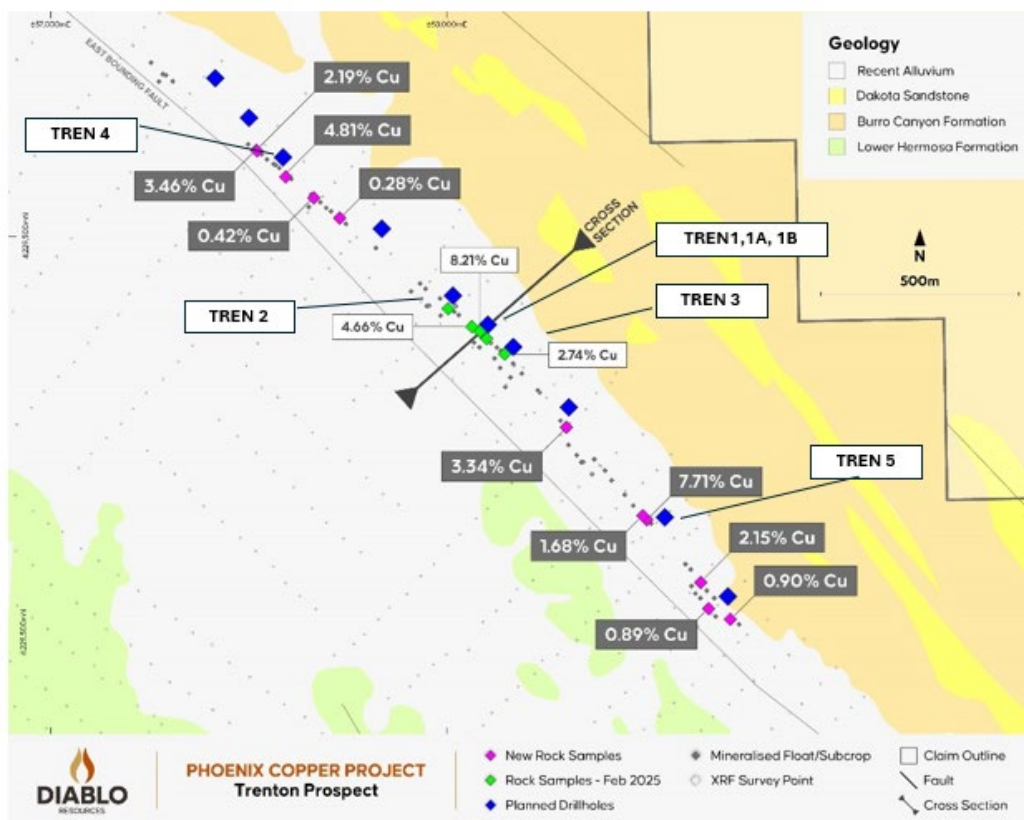 657,000mE
658,000mE
EAST BOUNDING FAULT
Geology
Recent Alluvium
Dakota Sandstone
Burro Canyon Formation
Lower Hermosa Formation
2.19% Cu
TREN 4
4.81% Cu
3.46% Cu
0.28% Cu
0.42% Cu
CROSS
SECTION
TREN1,1A, 1B
N
500m
8.21% Cu
TREN 2
TREN 3
4.66% Cu
2.74% Cu
3.34% Cu
TREN 5
7.71% Cu
1.68% Cu
2.15% Cu
0.90% Cu
0.89% Cu
DIABLO
RESOURCES
PHOENIX COPPER PROJECT
Trenton Prospect
New Rock Samples
Rock Samples - Feb 2025
Planned Drillholes
Mineralised Float/Subcrop
XRF Survey Point
Claim Outline
Fault
Cross Section